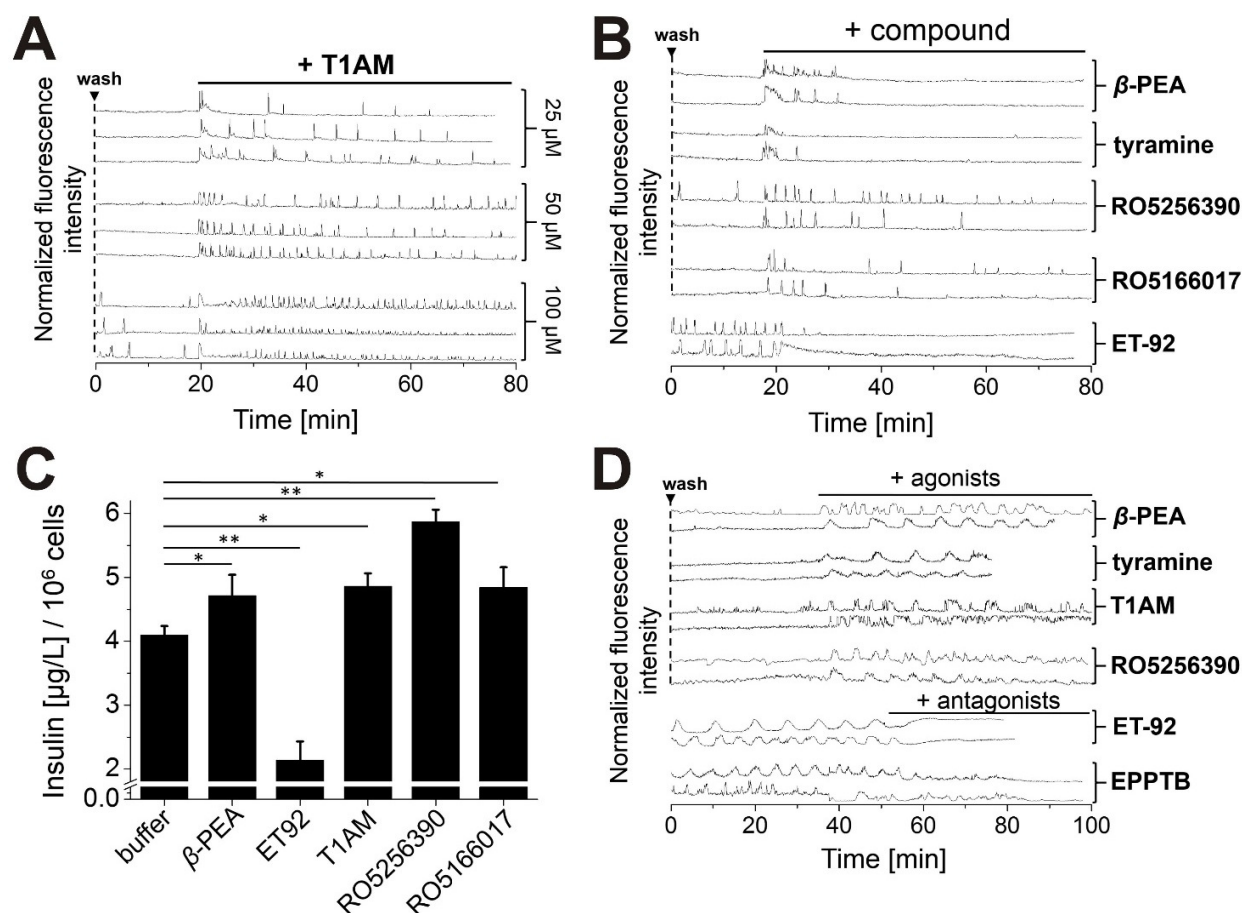 A
+ T1AM
wash
Normalized fluorescence
intensity
25 µM
50 µM
100 µM
0 20 40 60 80
Time [min]
B
+ compound
Normalized fluorescence
intensity
β-PEA
tyramine
RO5256390
RO5166017
ET-92
0 20 40 60 80
Time [min]
C
Insulin [µg/L] / 10⁶ cells
6
5
4
3
2
0.0
*
**
*
**
*
buffer
β-PEA
ET92
T1AM
RO5256390
RO5166017
D
wash
+ agonists
Normalized fluorescence
intensity
β-PEA
tyramine
T1AM
RO5256390
+ antagonists
ET-92
EPPTB
0 20 40 60 80 100
Time [min]